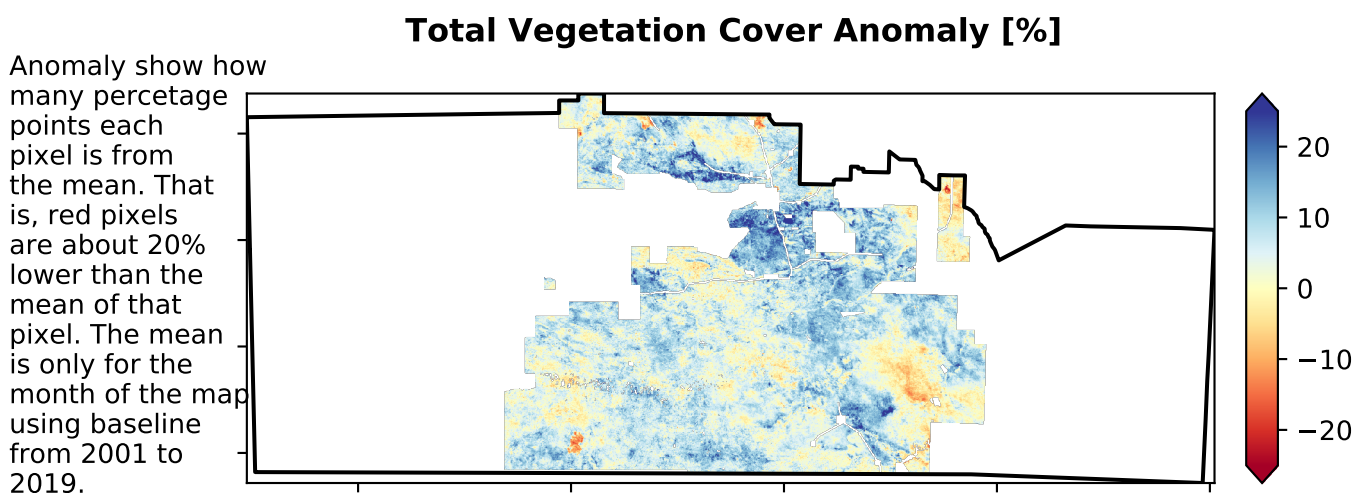 Total Vegetation Cover Anomaly [%]
Anomaly show how
many percetage
points each
pixel is from
the mean. That
is, red pixels
are about 20%
lower than the
mean of that
pixel. The mean
is only for the
month of the map
using baseline
from 2001 to
2019.
20
10
0
−10
−20